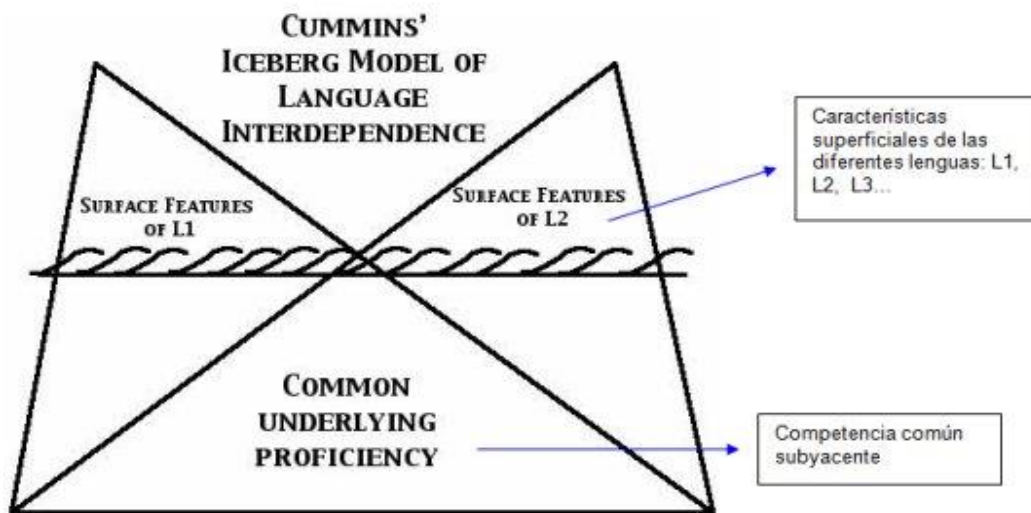 CUMMINS'
ICEBERG MODEL OF
LANGUAGE
INTERDEPENDENCE
SURFACE FEATURES
OF L1
SURFACE FEATURES
OF L2
Características
superficiales de las
diferentes lenguas: L1,
L2, L3...
COMMON
UNDERLYING
PROFICIENCY
Competencia común
subyacente